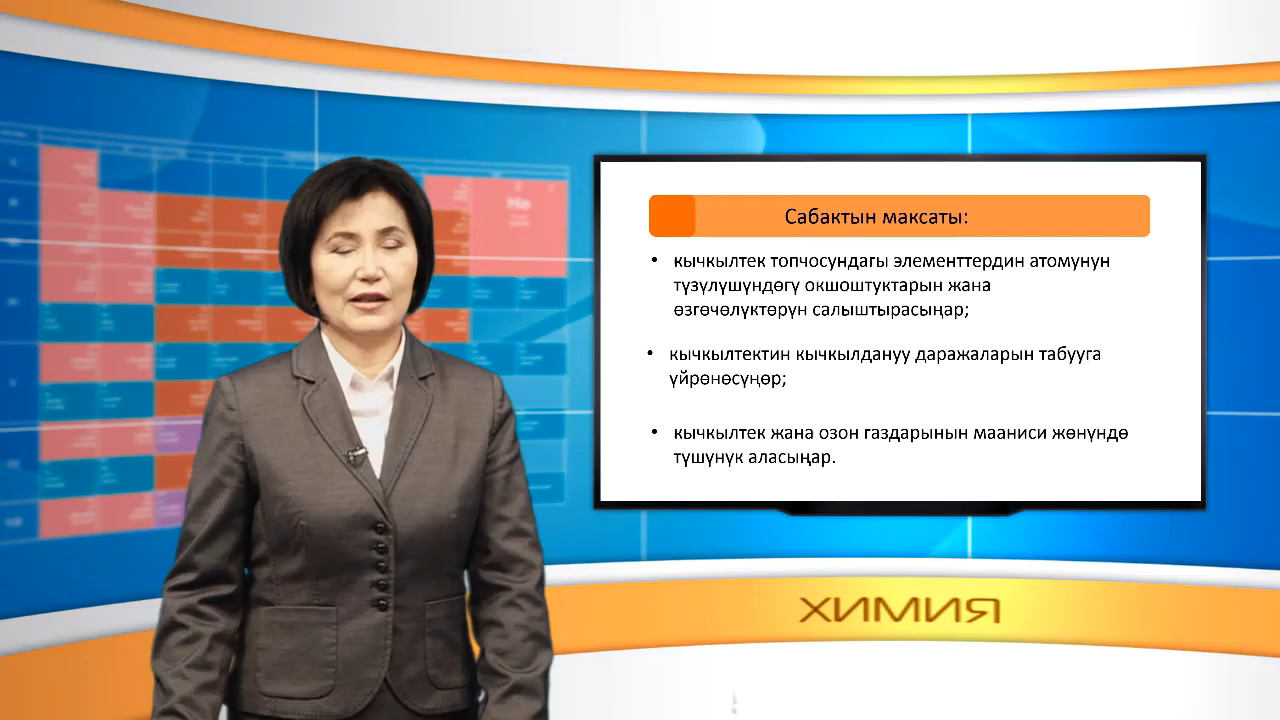 He
Сабактын максаты:
• кычкылтек топчосундагы элементтердин атомунун
түзүлүшүндөгү окшоштуктарын жана
өзгөчөлүктөрүн салыштырасыңар;
• кычкылтектин кычкылдануу даражаларын табууга
үйрөнөсүңөр;
• кычкылтек жана озон газдарынын мааниси жөнүндө
түшүнүк аласыңар.
ХИМИЯ